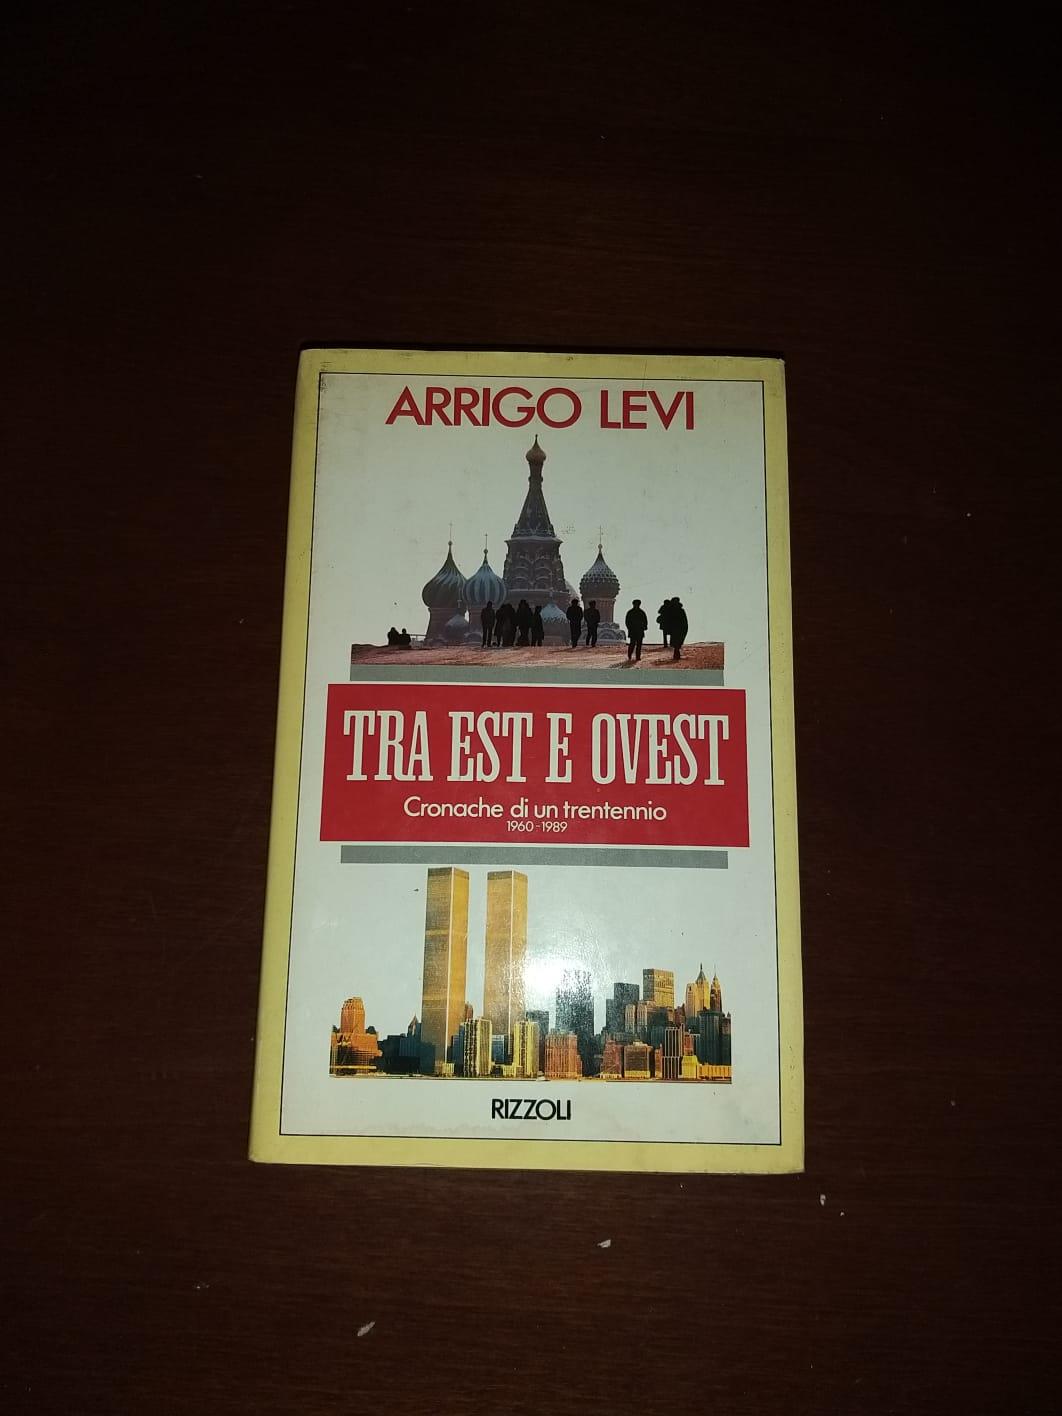 ARRIGO LEVI
TRA EST E OVEST
Cronache di un trentennio
1960-1989
RIZZOLI